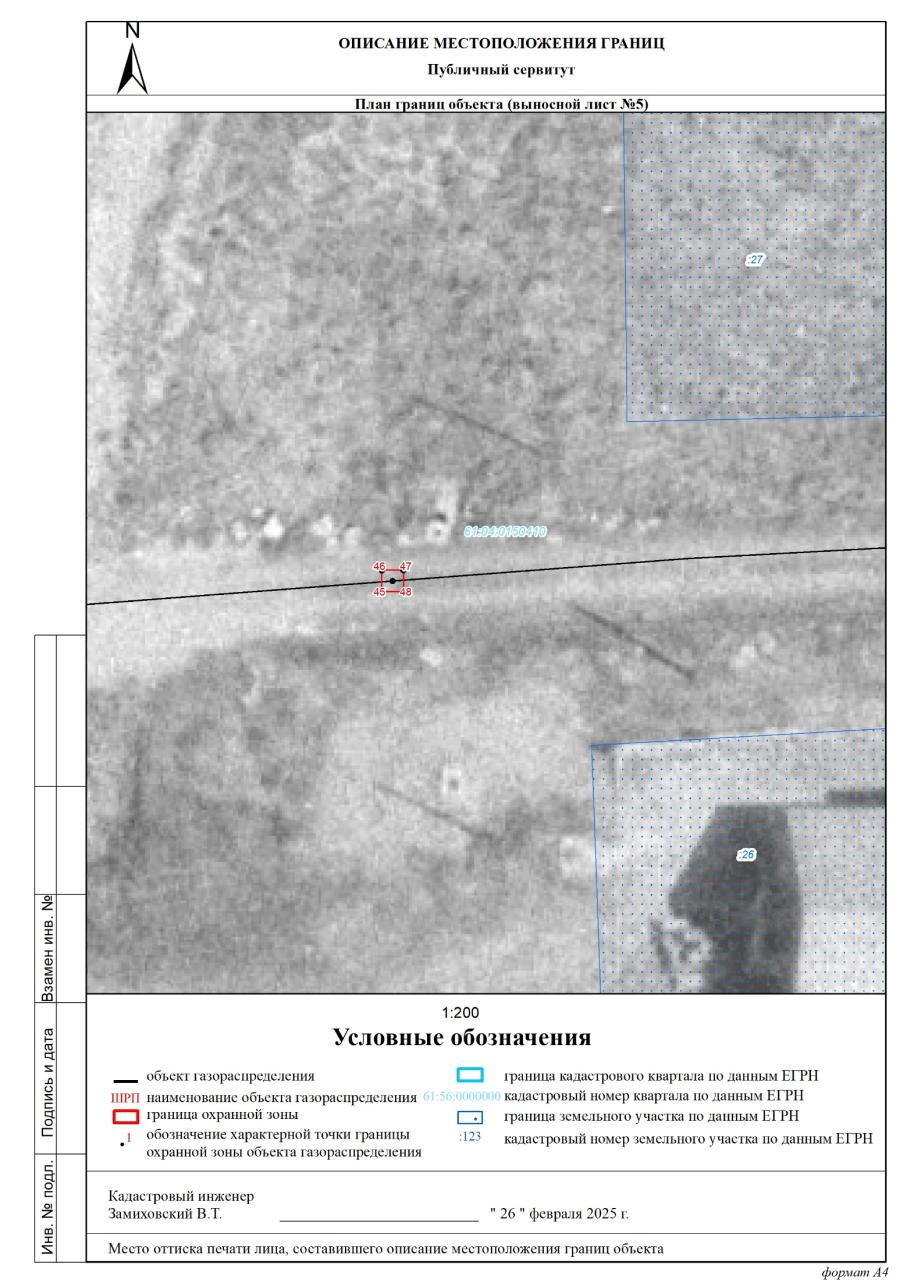 N
ОПИСАНИЕ МЕСТОПОЛОЖЕНИЯ ГРАНИЦ
Публичный сервитут
План границ объекта (выносной лист №5)
:27
61:04:0150410
46 47
45 48
:26
1:200
Условные обозначения
объект газораспределения
ШРП наименование объекта газораспределения
граница охранной зоны
1 обозначение характерной точки границы
охранной зоны объекта газораспределения
граница кадастрового квартала по данным ЕГРН
61:56:0000000 кадастровый номер квартала по данным ЕГРН
граница земельного участка по данным ЕГРН
:123 кадастровый номер земельного участка по данным ЕГРН
Кадастровый инженер
Замиховский В.Т. " 26 " февраля 2025 г.
Место оттиска печати лица, составившего описание местоположения границ объекта
Взамен инв. №
Подпись и дата
Инв. № подл.
формат А4